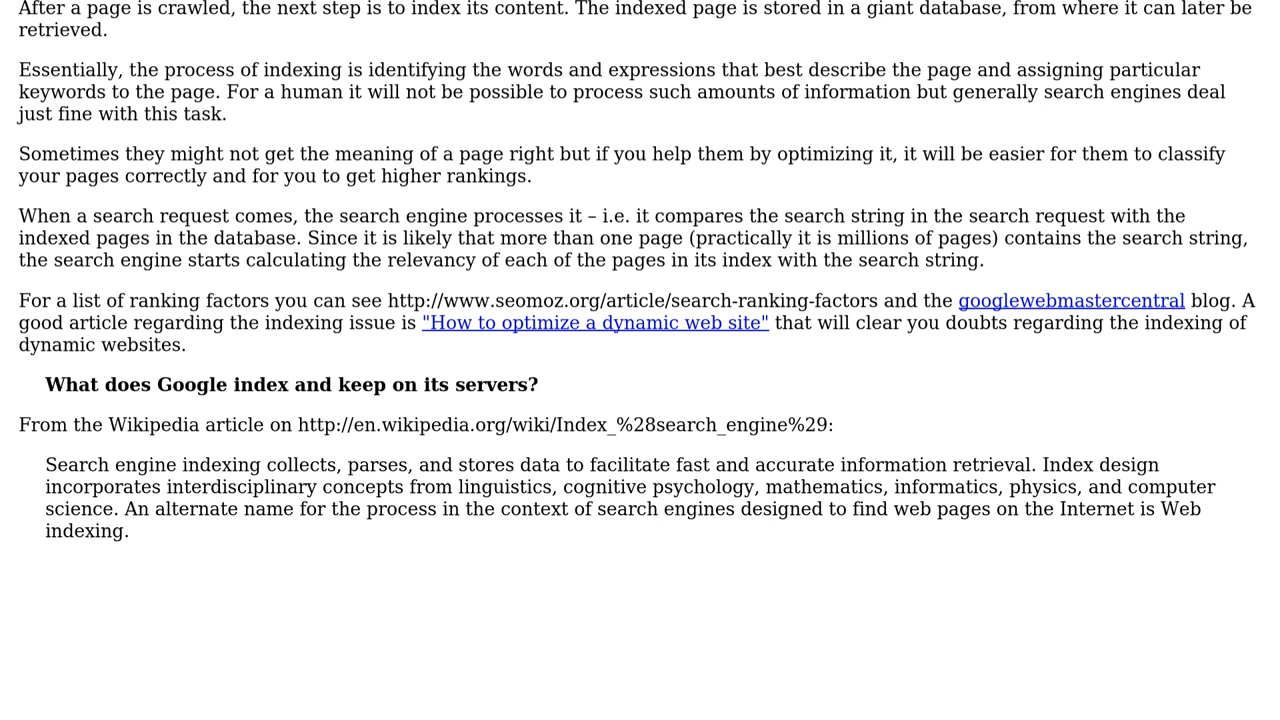 After a page is crawled, the next step is to index its content. The indexed page is stored in a giant database, from where it can later be
retrieved.
Essentially, the process of indexing is identifying the words and expressions that best describe the page and assigning particular
keywords to the page. For a human it will not be possible to process such amounts of information but generally search engines deal
just fine with this task.
Sometimes they might not get the meaning of a page right but if you help them by optimizing it, it will be easier for them to classify
your pages correctly and for you to get higher rankings.
When a search request comes, the search engine processes it – i.e. it compares the search string in the search request with the
indexed pages in the database. Since it is likely that more than one page (practically it is millions of pages) contains the search string,
the search engine starts calculating the relevancy of each of the pages in its index with the search string.
For a list of ranking factors you can see http://www.seomoz.org/article/search-ranking-factors and the googlewebmastercentral blog. A
good article regarding the indexing issue is "How to optimize a dynamic web site" that will clear you doubts regarding the indexing of
dynamic websites.
What does Google index and keep on its servers?
From the Wikipedia article on http://en.wikipedia.org/wiki/Index_%28search_engine%29:
Search engine indexing collects, parses, and stores data to facilitate fast and accurate information retrieval. Index design
incorporates interdisciplinary concepts from linguistics, cognitive psychology, mathematics, informatics, physics, and computer
science. An alternate name for the process in the context of search engines designed to find web pages on the Internet is Web
indexing.